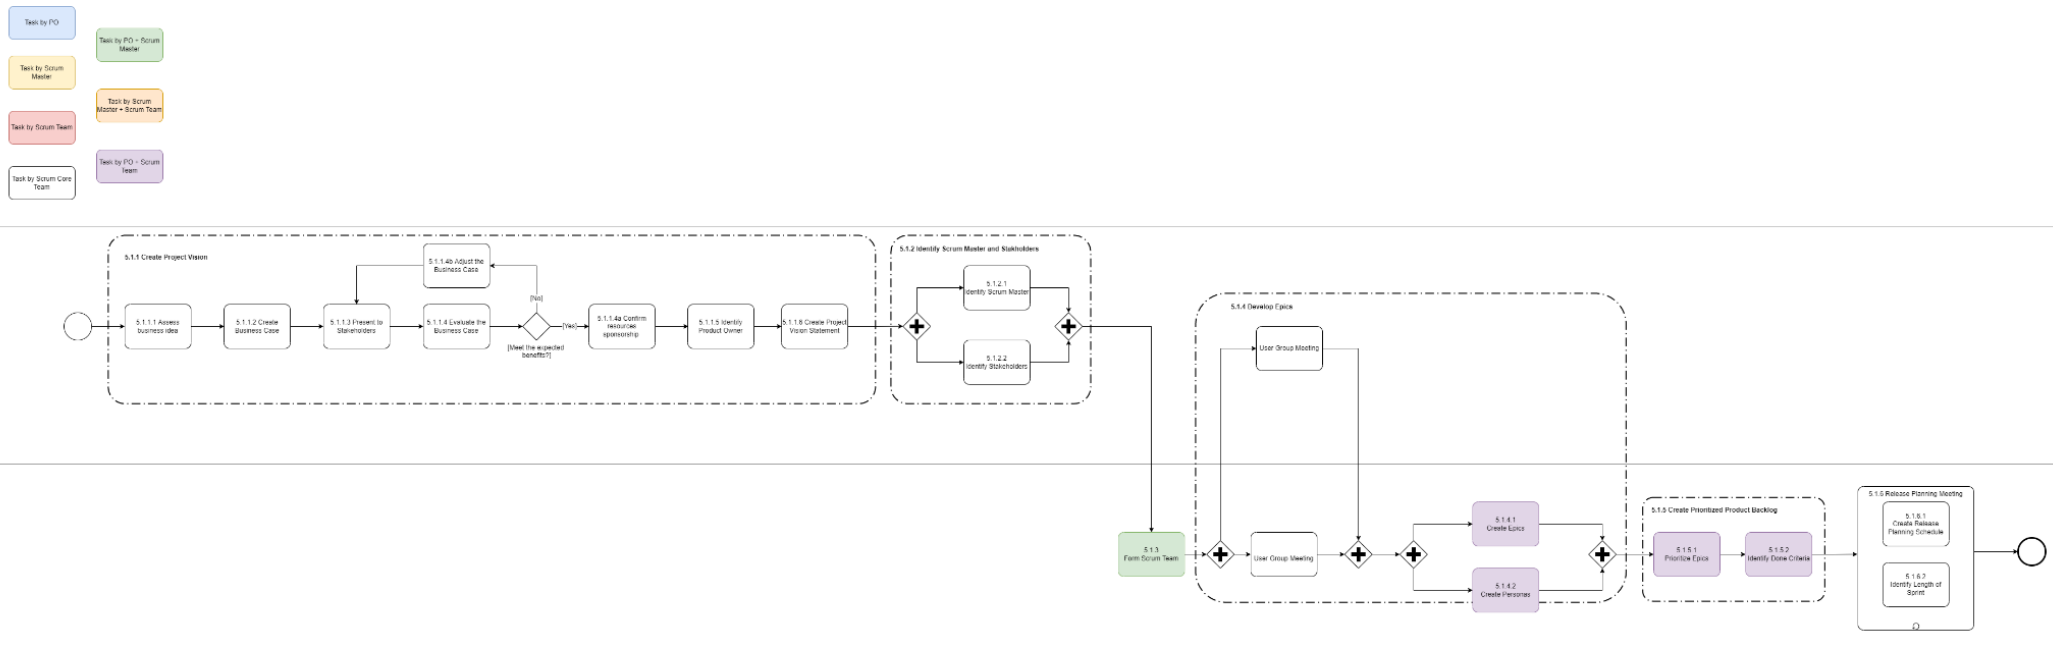 Task by PO
Task by PO + Scrum
Master
Task by Scrum
Master
Task by Scrum
Master + Scrum Team
Task by Scrum Team
Task by PO + Scrum
Team
Task by Scrum Core
Team
5.1.1 Create Project Vision
5.1.1.4b Adjust the
Business Case
[No]
5.1.1.1 Assess
business idea
5.1.1.2 Create
Business Case
5.1.1.3 Present to
Stakeholders
5.1.1.4 Evaluate the
Business Case
[Meet the expected
benefits?]
[Yes]
5.1.1.4a Confirm
resources
sponsorship
5.1.1.5 Identify
Product Owner
5.1.1.6 Create Project
Vision Statement
5.1.2 Identify Scrum Master and Stakholders
5.1.2.1
Identify Scrum Master
5.1.2.2
Identify Stakeholders
5.1.4 Develop Epics
User Group Meeting
5.1.3
Form Scrum Team
User Group Meeting
5.1.4.1
Create Epics
5.1.4.2
Create Personas
5.1.5 Create Prioritized Product Backlog
5.1.5.1
Prioritize Epics
5.1.5.2
Identify Done Criteria
5.1.6 Release Planning Meeting
5.1.6.1
Create Release
Planning Schedule
5.1.6.2
Identify Length of
Sprint